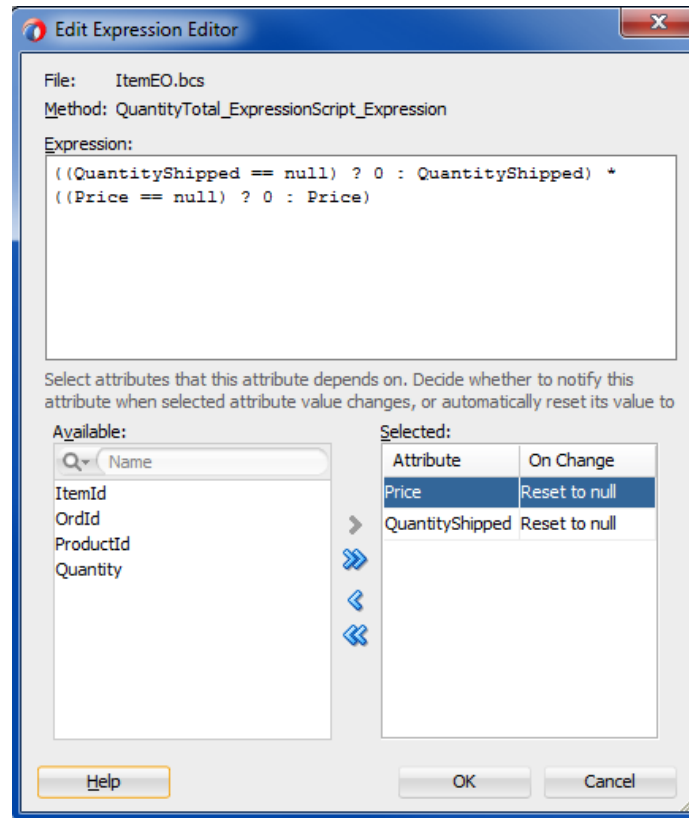 Edit Expression Editor
x
File: ItemEO.bcs
Method: QuantityTotal_ExpressionScript_Expression
Expression:
((QuantityShipped == null) ? 0 : QuantityShipped) *
((Price == null) ? 0 : Price)
Select attributes that this attribute depends on. Decide whether to notify this
attribute when selected attribute value changes, or automatically reset its value to
Available:
Name
ItemId
OrdId
ProductId
Quantity
Selected:
Attribute On Change
Price Reset to null
QuantityShipped Reset to null
Help
OK
Cancel